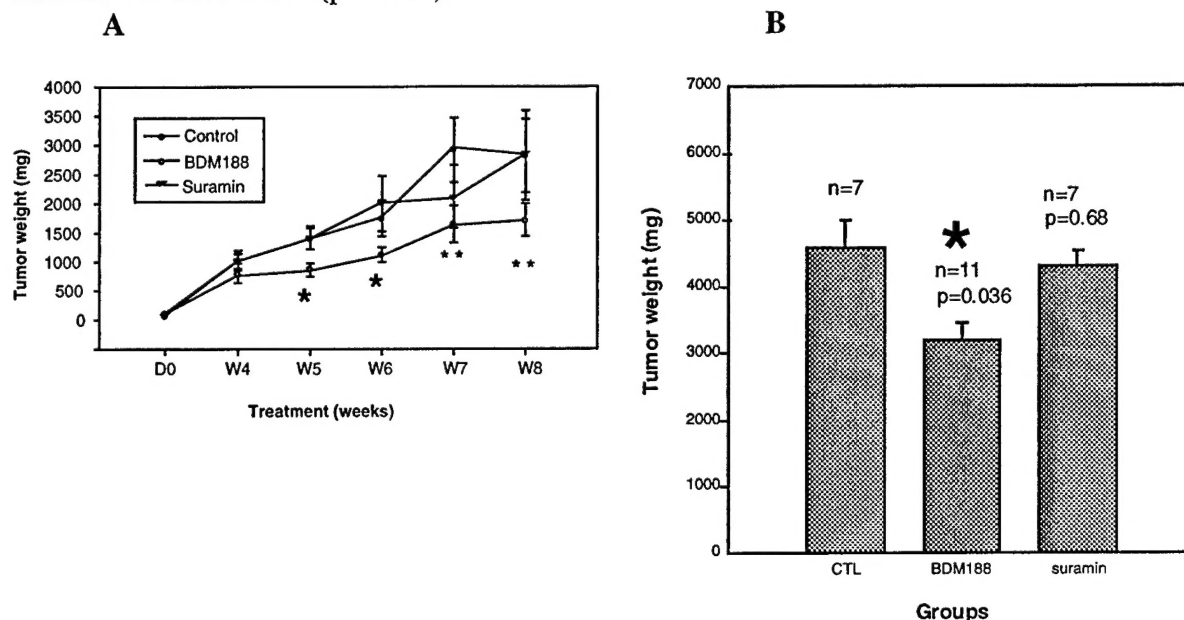 A
B
Tumor weight (mg)
4000
3500
3000
2500
2000
1500
1000
500
0
Control
BDM188
Suramin
*
*
**
**
D0 W4 W5 W6 W7 W8
Treatment (weeks)
Tumor weight (mg)
7000
6000
5000
4000
3000
2000
1000
0
n=7
*
n=11
p=0.036
n=7
p=0.68
CTL BDM188 suramin
Groups